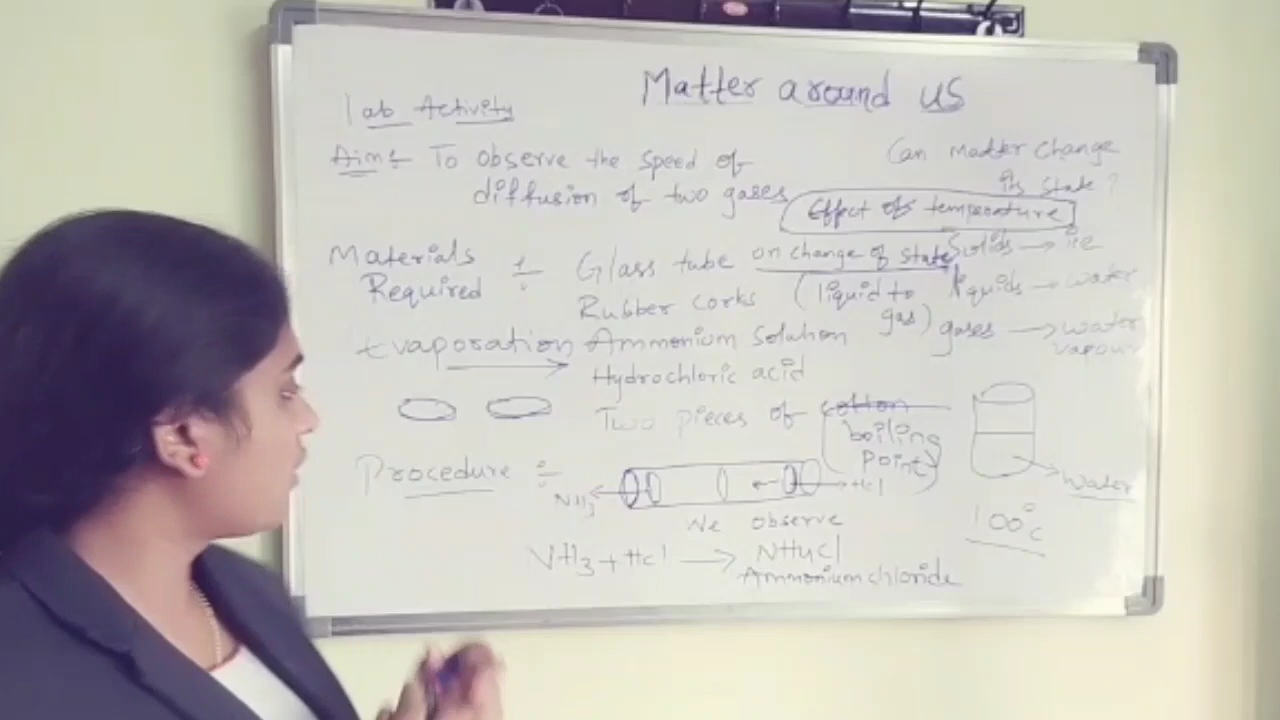 Matter around us
Lab Activity
Aim :- To observe the speed of
diffusion of two gases
Can matter change
its state ?
Effect of temperature
on change of state
(liquid to
gas)
Solids → ice
liquids → water
gases → water
vapour
Materials
Required :- Glass tube
Rubber corks
Ammonium Solution
Hydrochloric acid
Two pieces of cotton
Evaporation
boiling
Point
Procedure :-
NH3
HCl
Water
100°C
We observe
NH3 + HCl → NH4Cl
Ammonium chloride